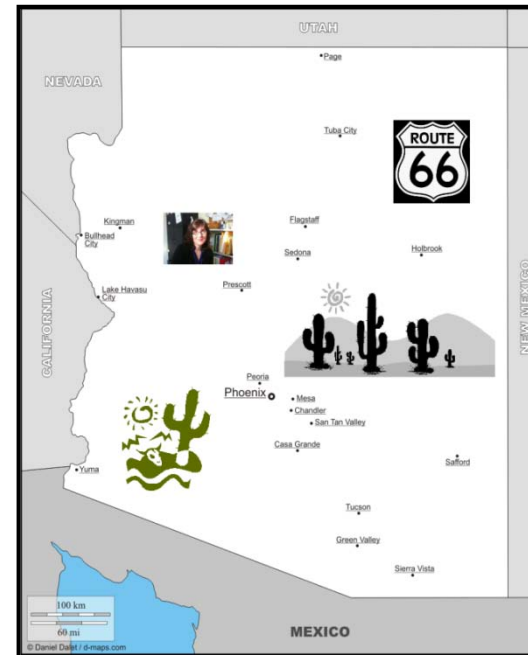 UTAH
NEVADA
Page
Tuba City
ROUTE
66
Kingman
Bullhead
City
Flagstaff
Sedona
Holbrook
Lake Havasu
City
Prescott
CALIFORNIA
NEW MEXICO
Peoria
Phoenix
Mesa
Chandler
San Tan Valley
Casa Grande
Safford
Yuma
Tucson
Green Valley
Sierra Vista
100 km
60 mi
MEXICO
© Daniel Dalet / d-maps.com